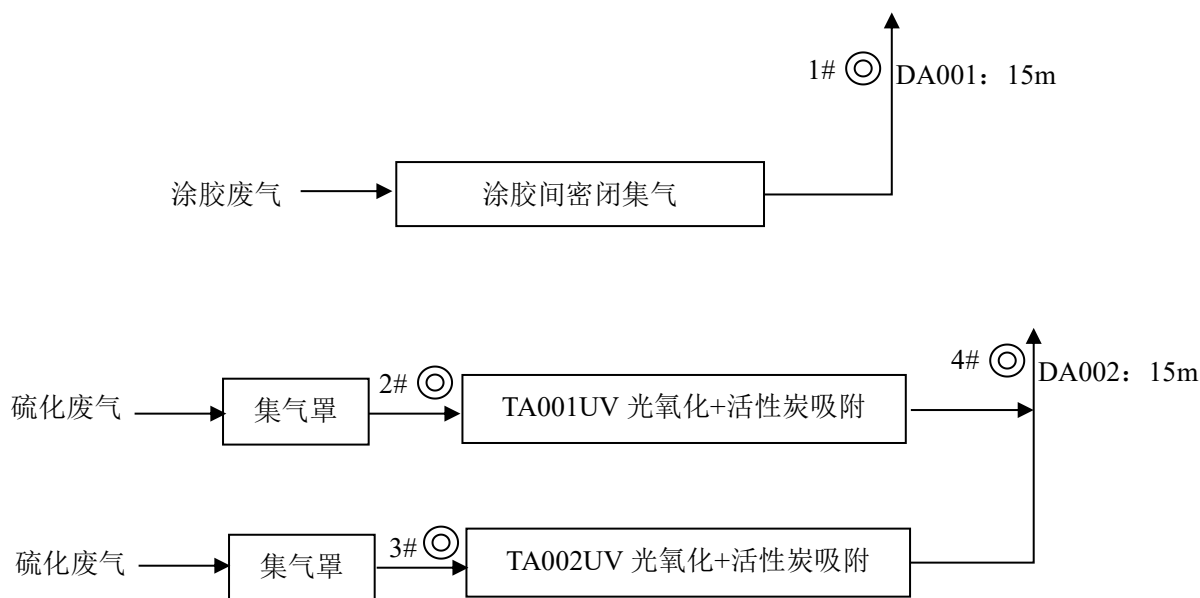 1# ◎ DA001：15m
涂胶废气 涂胶间密闭集气
4# ◎ DA002：15m
硫化废气 集气罩 2# ◎ TA001UV 光氧化+活性炭吸附
硫化废气 集气罩 3# ◎ TA002UV 光氧化+活性炭吸附